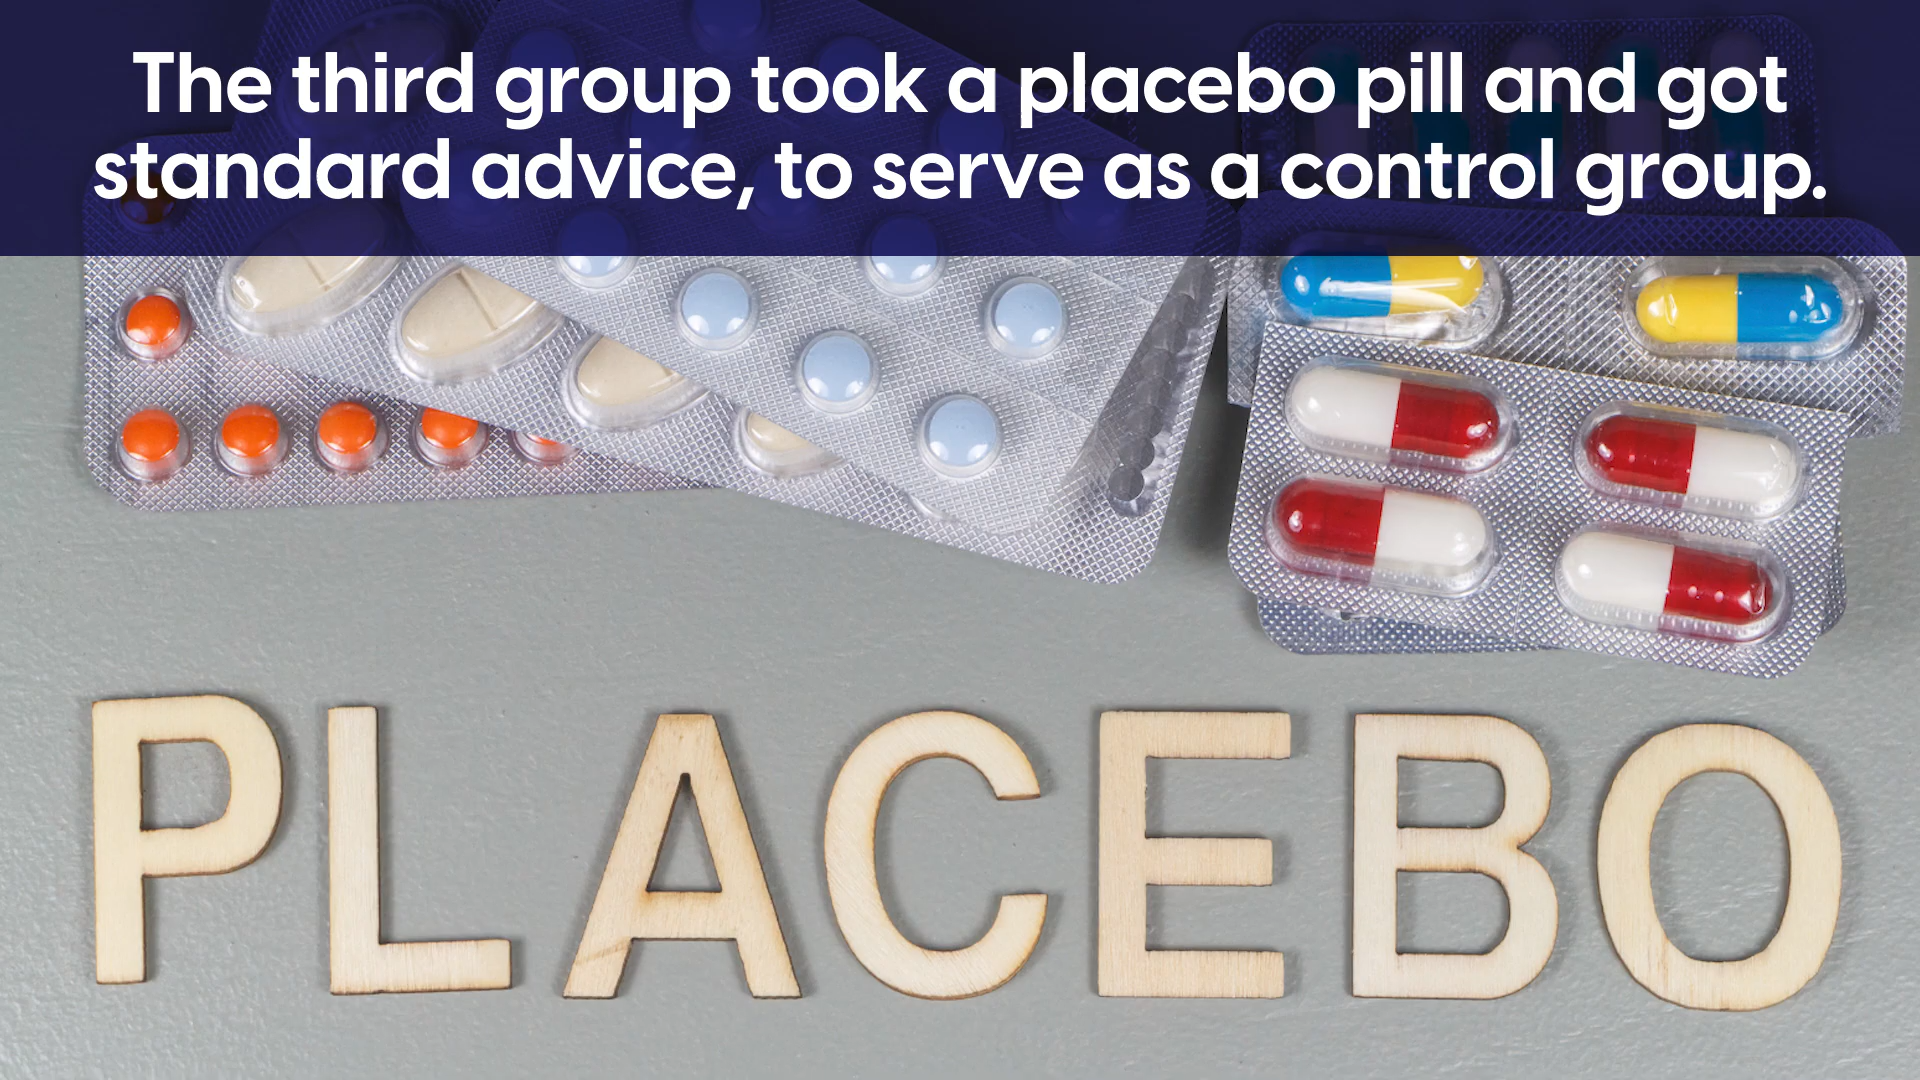 The third group took a placebo pill and got
standard advice, to serve as a control group.
PLACEBO